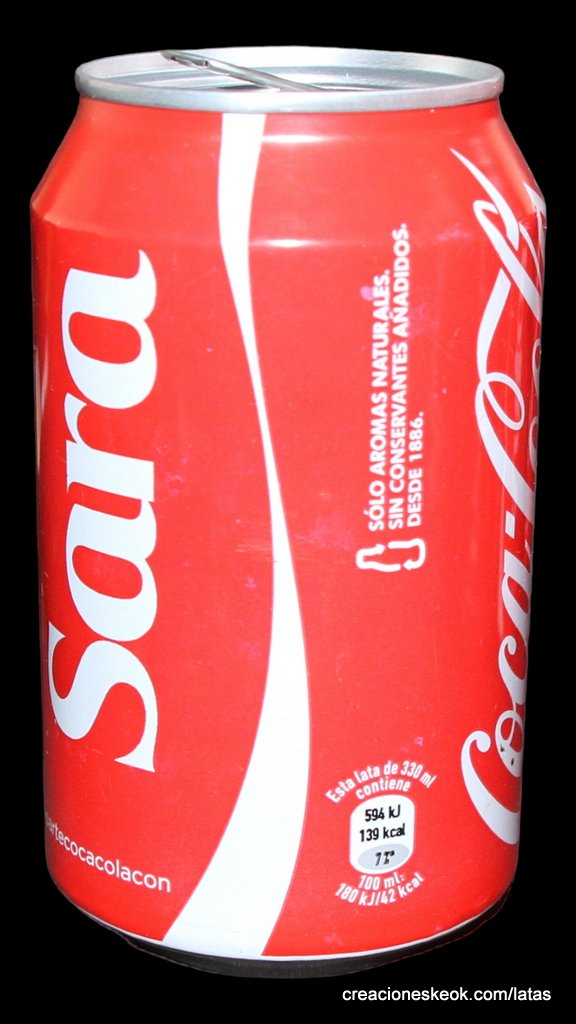 Sara
SÓLO AROMAS NATURALES.
SIN CONSERVANTES AÑADIDOS.
DESDE 1886.
Coca-Cola
Esta lata de 330 ml
contiene
594 kJ
139 kcal
100 ml:
180 kJ/42 kcal
creacioneskeok.com/latas